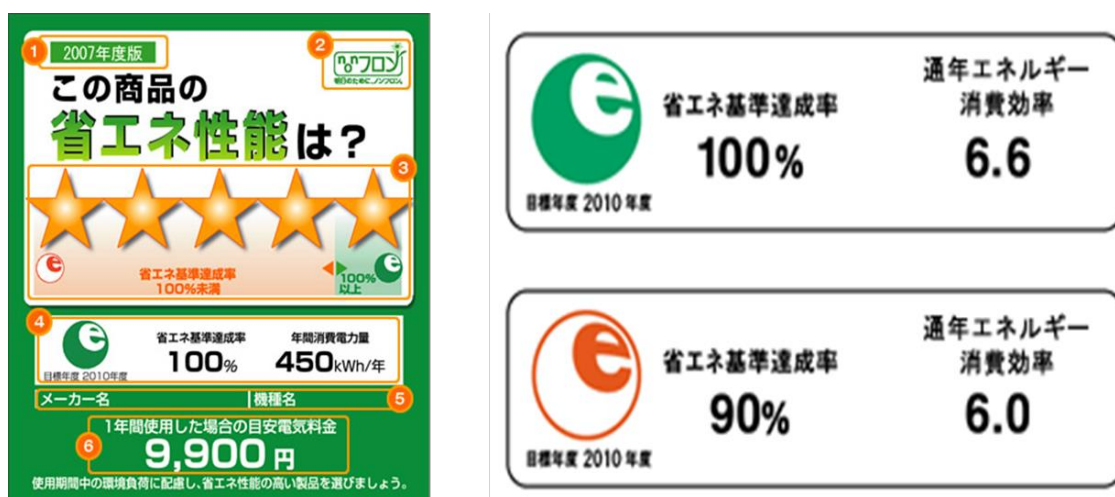 1 2007年度版
2 ノンフロン
明日のために、ノンフロン。
この商品の
省エネ性能は?
3
e
省エネ基準達成率
100%未満
100%
以上
e
4
e
目標年度 2010年度
省エネ基準達成率
100%
年間消費電力量
450kWh/年
メーカー名
機種名
5
6
1年間使用した場合の目安電気料金
9,900円
使用期間中の環境負荷に配慮し、省エネ性能の高い製品を選びましょう。
e
目標年度 2010年度
省エネ基準達成率
100%
通年エネルギー
消費効率
6.6
e
目標年度 2010年度
省エネ基準達成率
90%
通年エネルギー
消費効率
6.0